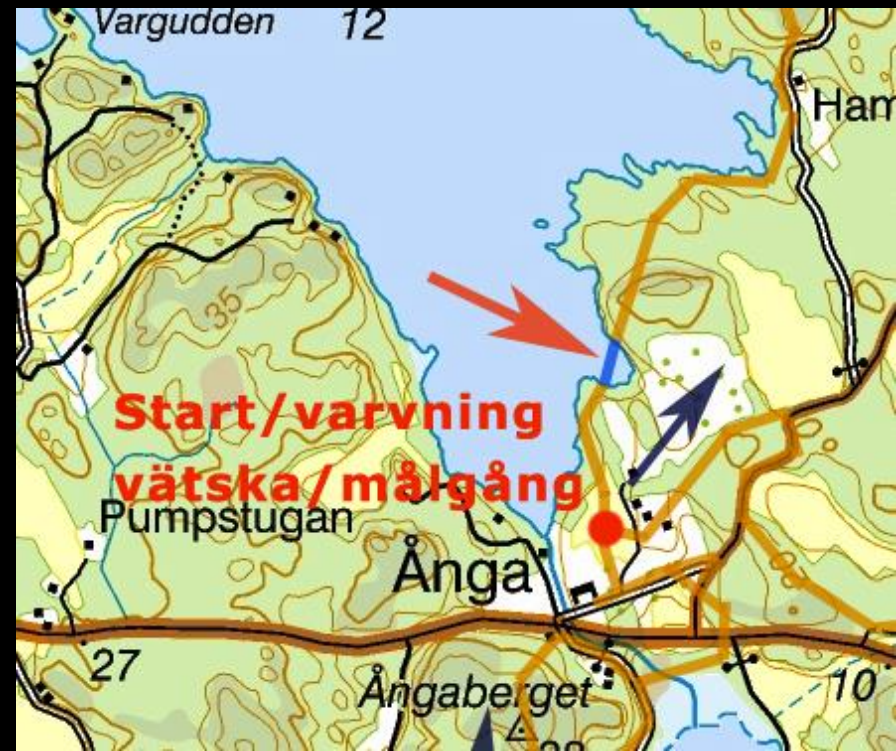 Vargudden 12
Ham
35
Start/varvning
vätska/målgång
Pumpstugan
Ånga
27
Ångaberget
10